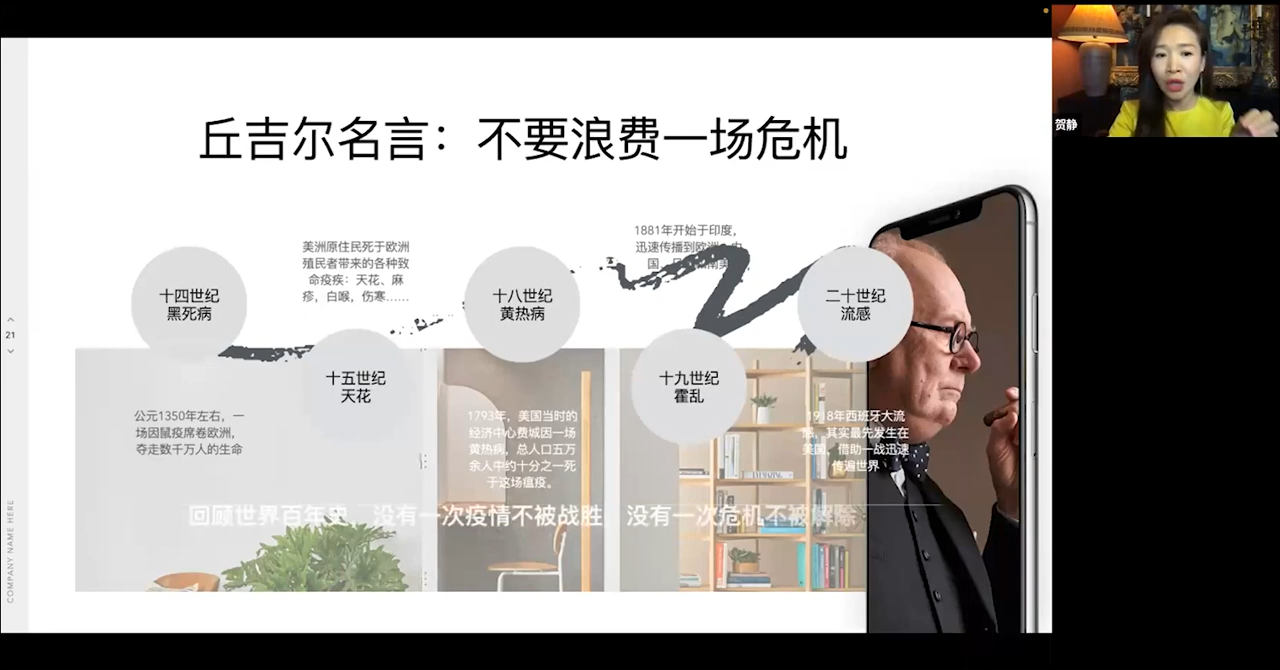 丘吉尔名言：不要浪费一场危机
贺静
十四世纪
黑死病
公元1350年左右，一
场因鼠疫席卷欧洲，
夺走数千万人的生命
美洲原住民死于欧洲
殖民者带来的各种致
命疫疾：天花、麻
疹，白喉，伤寒……
十五世纪
天花
十八世纪
黄热病
1793年，美国当时的
经济中心费城因一场
黄热病，总人口五万
余人中约十分之一死
于这场瘟疫。
1881年开始于印度，
迅速传播到欧洲
国
十九世纪
霍乱
二十世纪
流感
1918年西班牙大流
感，其实最先发生在
美国，借助一战迅速
传遍世界
回顾世界百年史 没有一次疫情不被战胜，没有一次危机不被解除
21
COMPANY NAME HERE